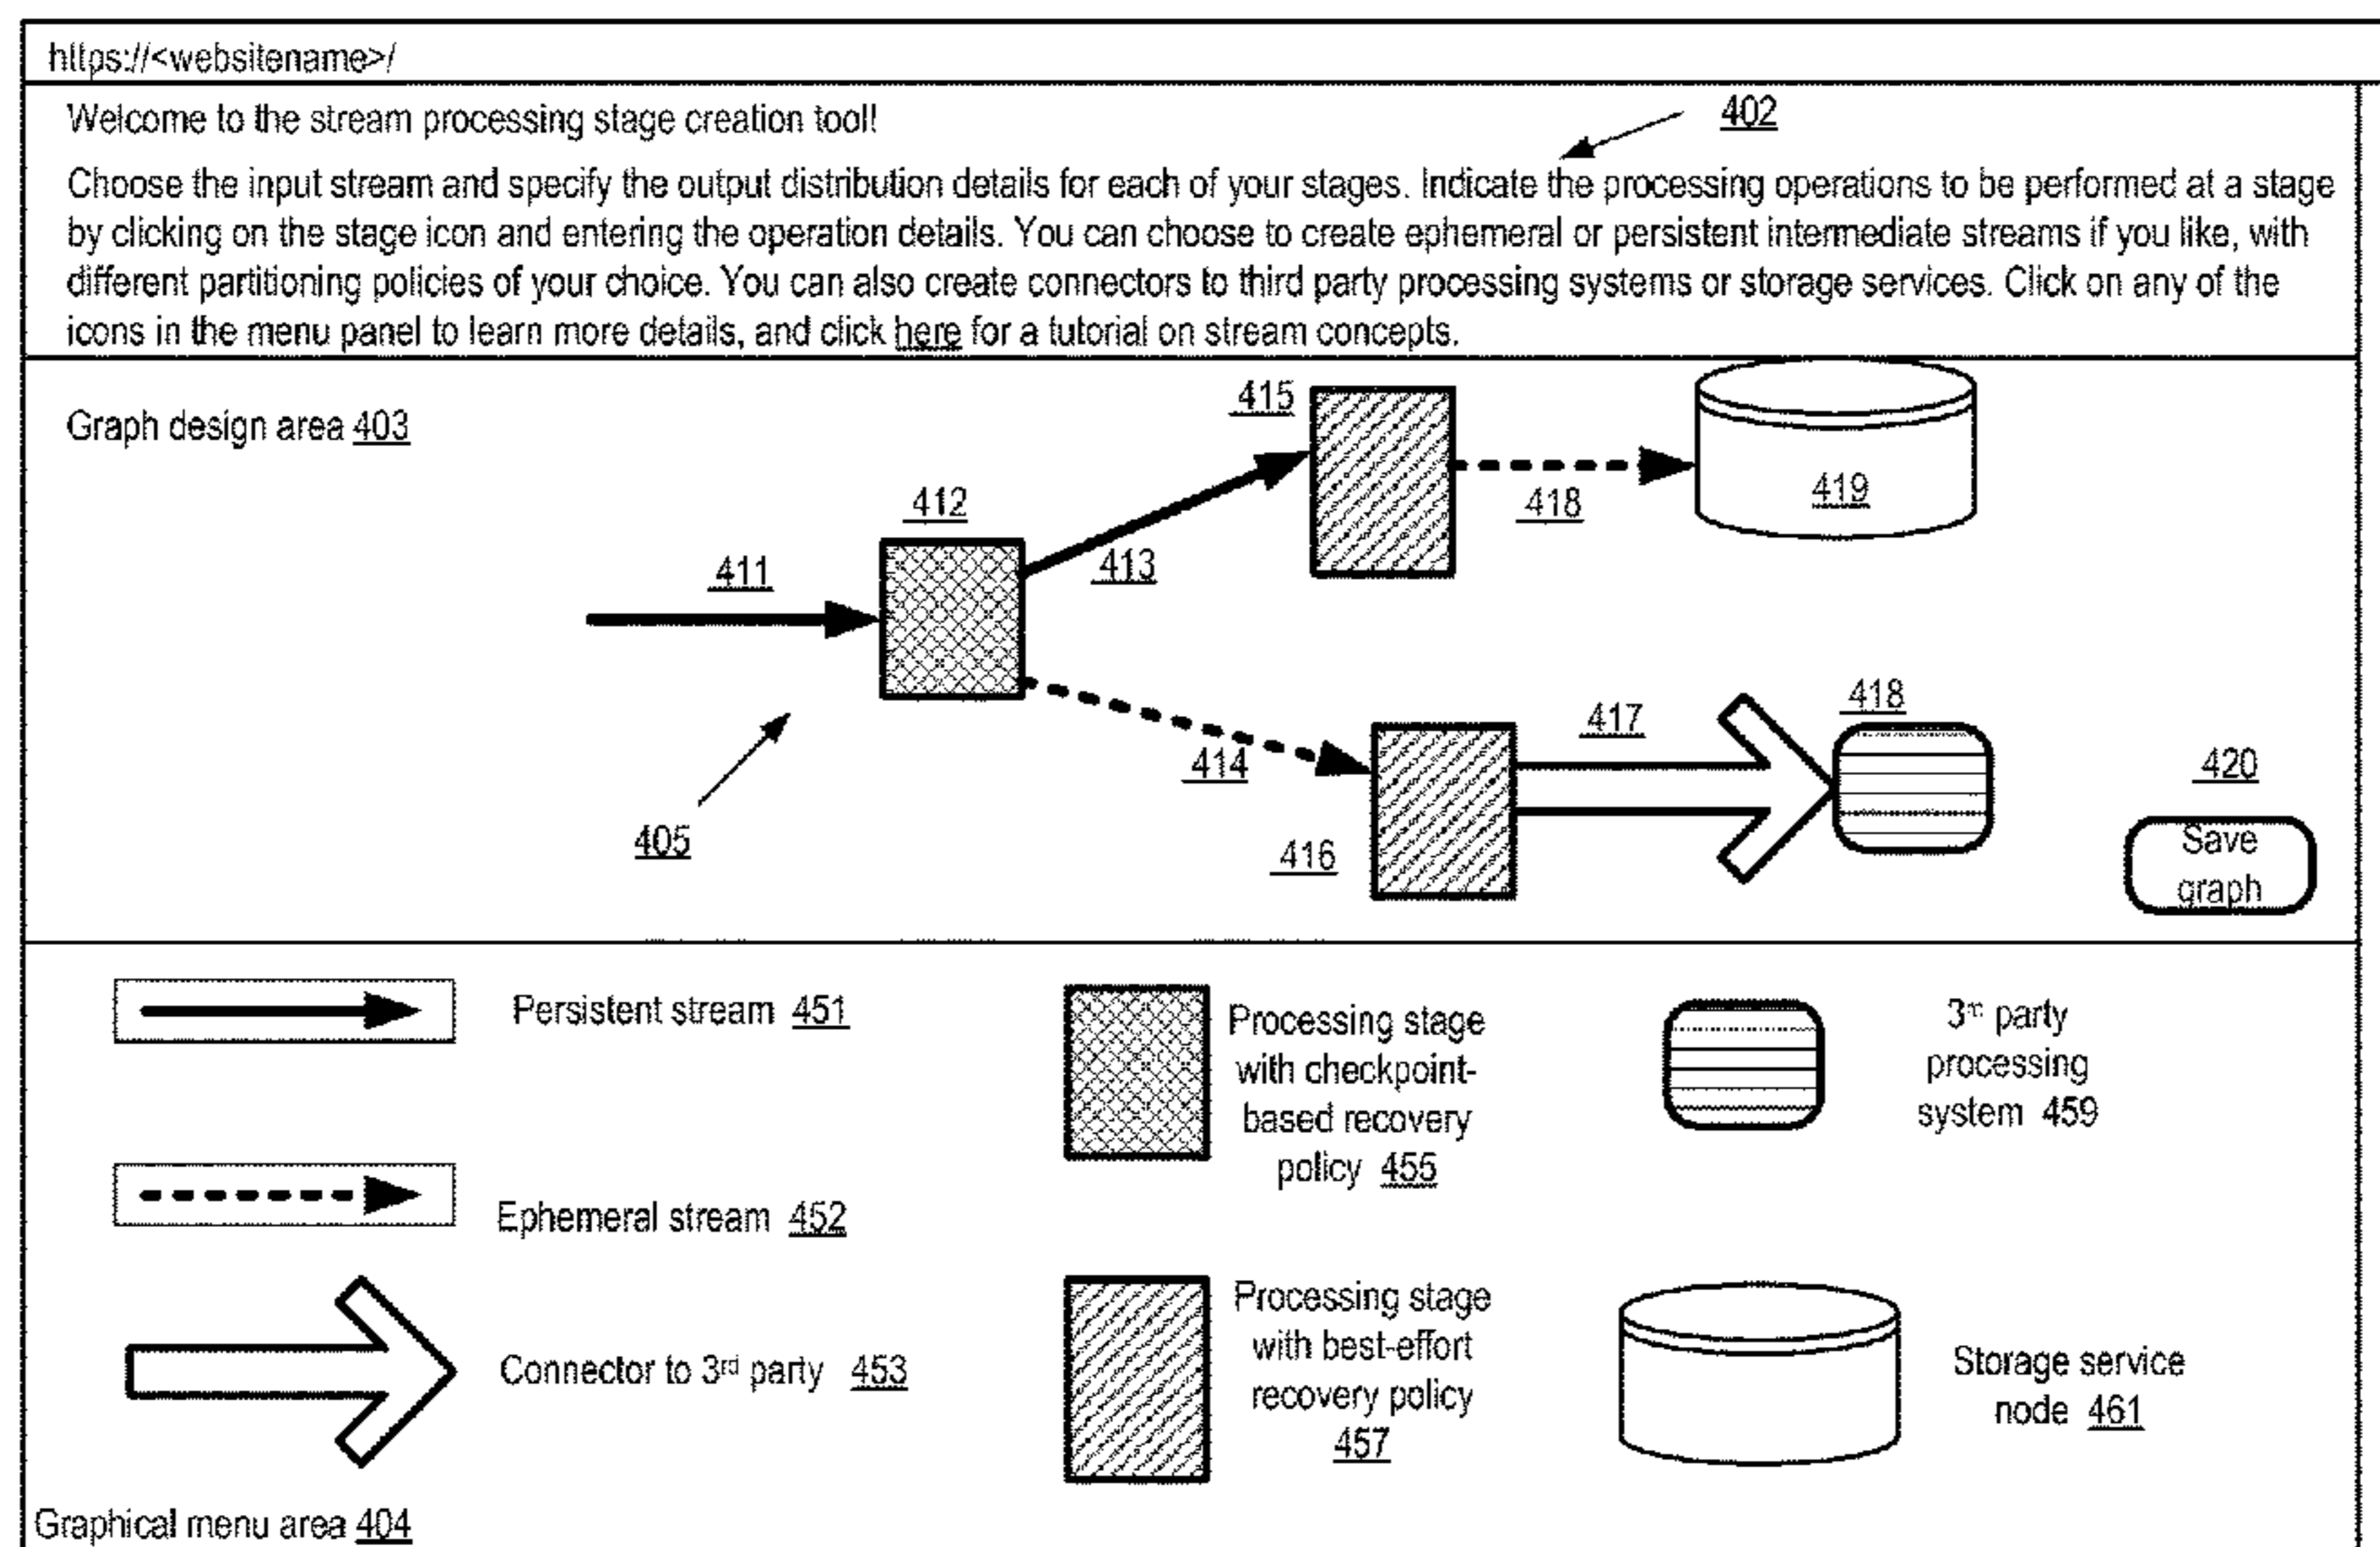 https://<websitename>/
Welcome to the stream processing stage creation tool!
402
Choose the input stream and specify the output distribution details for each of your stages. Indicate the processing operations to be performed at a stage
by clicking on the stage icon and entering the operation details. You can choose to create ephemeral or persistent intermediate streams if you like, with
different partitioning policies of your choice. You can also create connectors to third party processing systems or storage services. Click on any of the
icons in the menu panel to learn more details, and click here for a tutorial on stream concepts.
Graph design area 403
415
412
418
419
411
413
414
417
418
405
416
420
Save
graph
Persistent stream 451
Processing stage
with checkpoint-
based recovery
policy 455
3rd party
processing
system 459
Ephemeral stream 452
Connector to 3rd party 453
Processing stage
with best-effort
recovery policy
457
Storage service
node 461
Graphical menu area 404